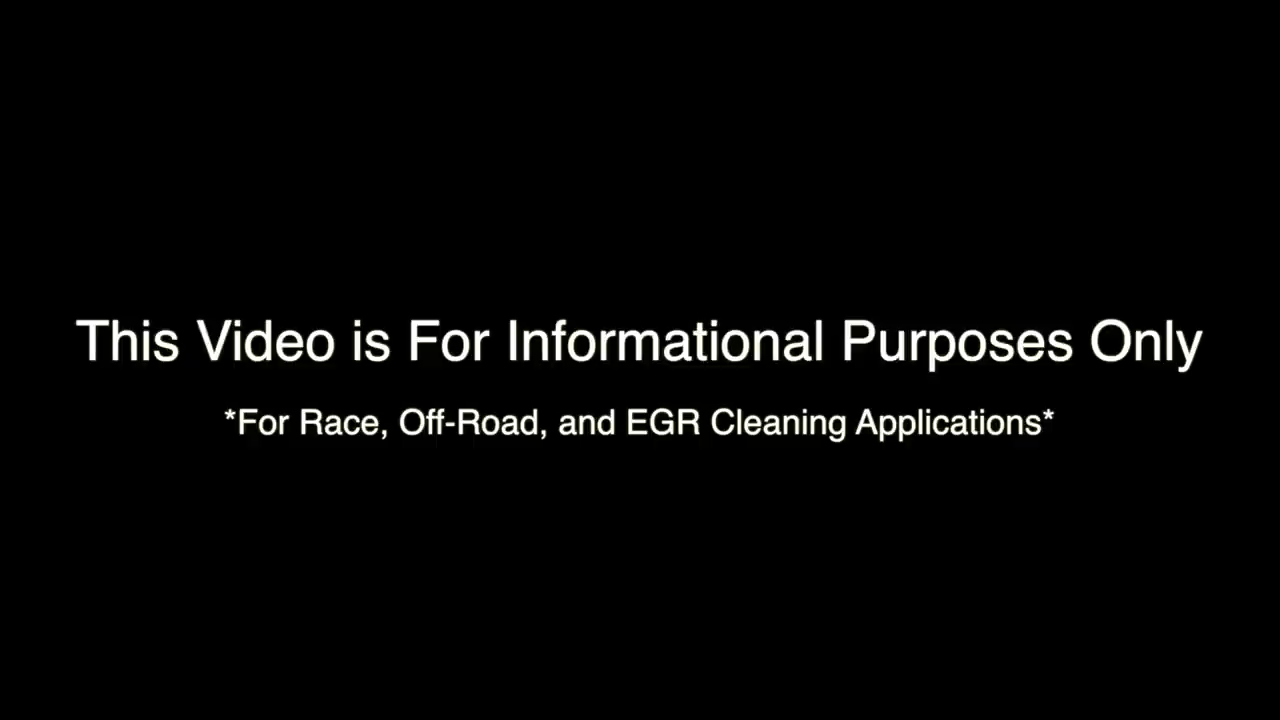 This Video is For Informational Purposes Only
*For Race, Off-Road, and EGR Cleaning Applications*